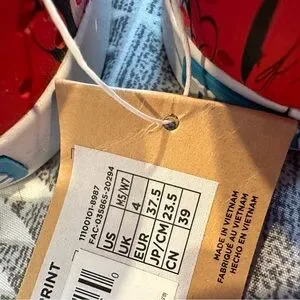 11100101-8987
FAC-035865-20294
US M5/W7
UK 4
EUR 37.5
JP/CM 23.5
CN 39
MADE IN VIETNAM
FABRIQUÉ AU VIETNAM
HECHO EN VIETNAM
PRINT